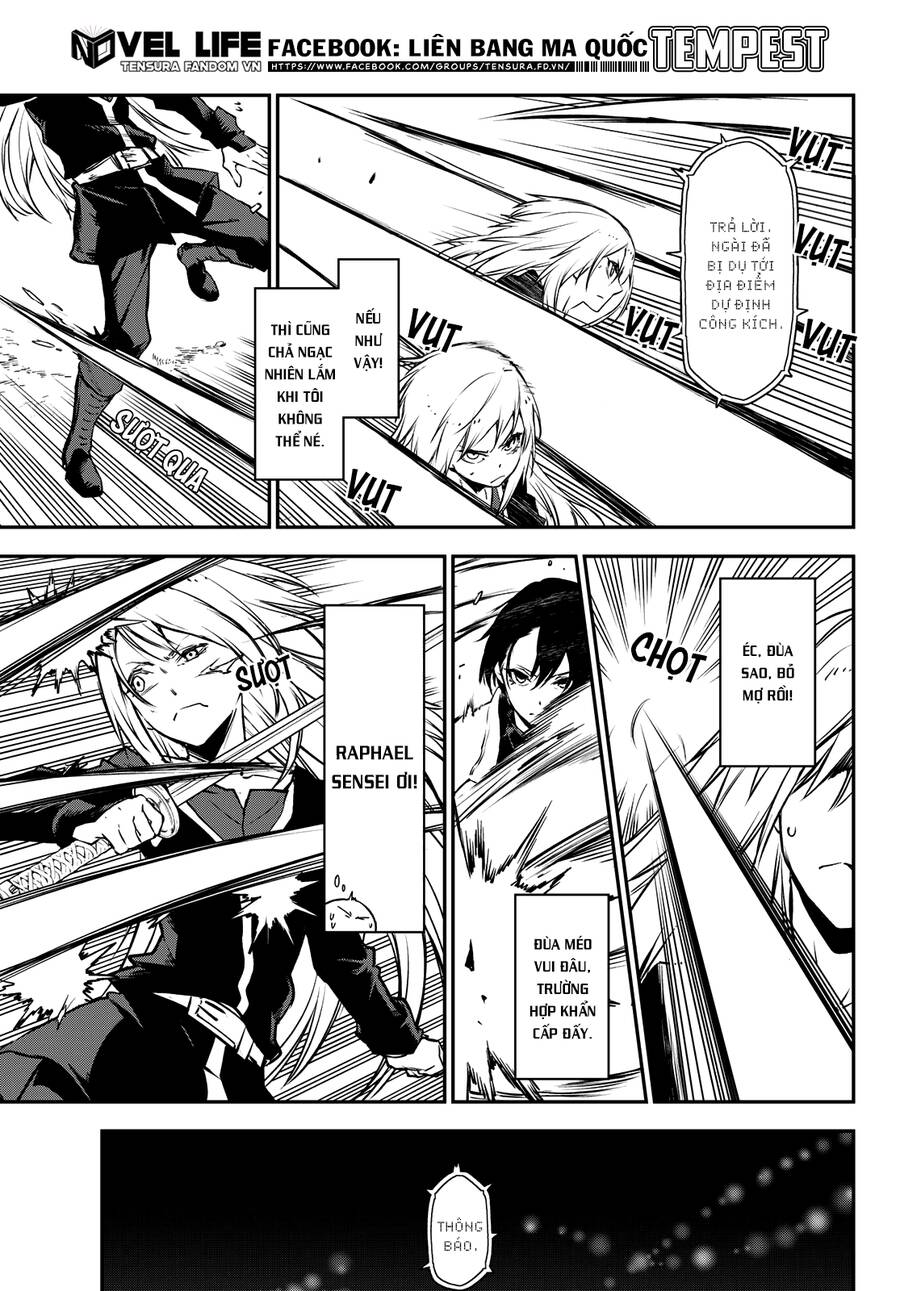 NOVEL LIFE
TENSURA FANDOM VN
FACEBOOK: LIÊN BANG MA QUỐC
HTTPS://WWW.FACEBOOK.COM/GROUPS/TENSURA.FD.VN/
TEMPEST
VỤT
TRẢ LỜI.
NGÀI ĐÃ
BỊ DỤ TỚI
ĐỊA ĐIỂM
DỰ ĐỊNH
CÔNG KÍCH.
VỤT
VỤT
VỤT
VỤT
NẾU
NHƯ
VẬY!
THÌ CŨNG
CHẢ NGẠC
NHIÊN LẮM
KHI TÔI
KHÔNG
THỂ NÉ.
VỤT
SƯỢT QUA
ÉC, ĐÙA
SAO, BỎ
MỢ RỒI!
CHỌT
ĐÙA MÉO
VUI ĐÂU,
TRƯỜNG
HỢP KHẨN
CẤP ĐẤY.
SƯỢT
RAPHAEL
SENSEI ƠI!
THÔNG
BÁO.